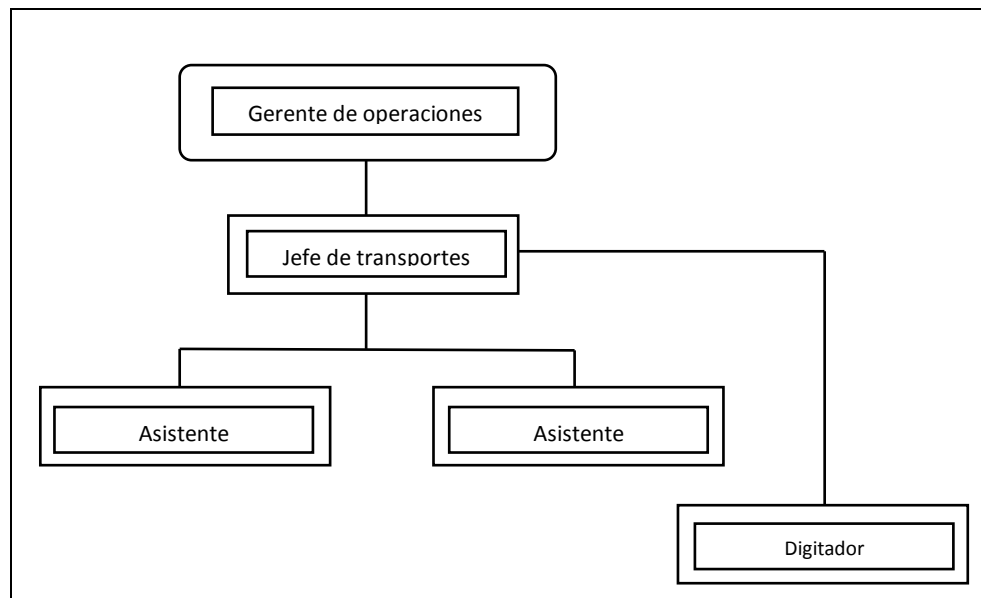 Gerente de operaciones
Jefe de transportes
Asistente
Asistente
Digitador